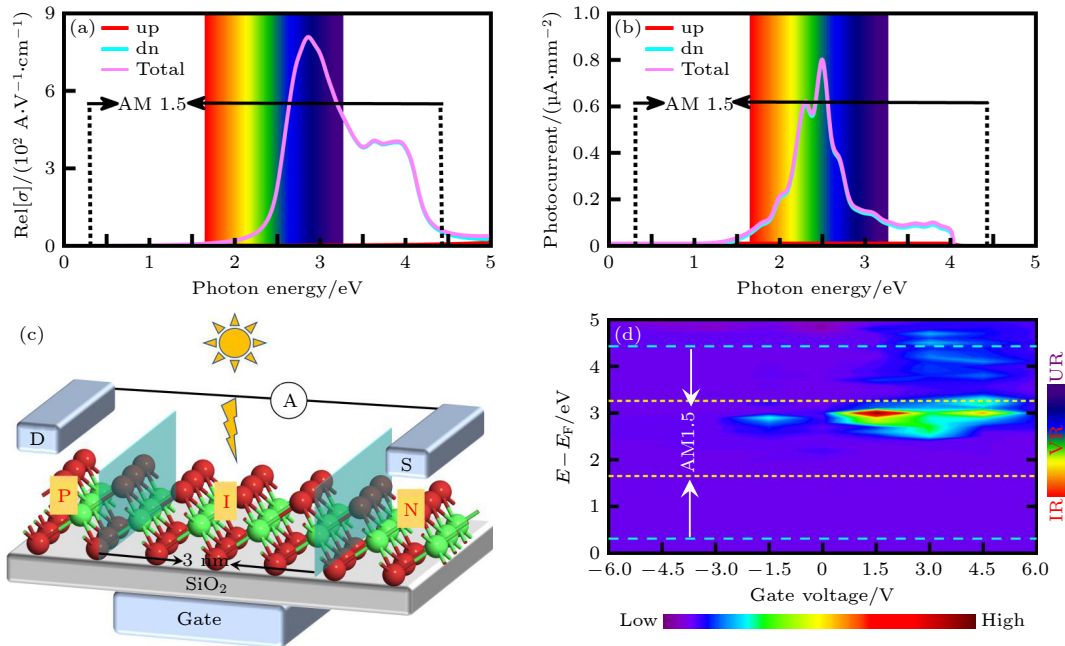 (a)
up
dn
Total
AM 1.5
Rel[σ]/(10² A·V⁻¹·cm⁻¹)
9
6
3
0
0 1 2 3 4 5
Photon energy/eV
(b)
up
dn
Total
AM 1.5
Photocurrent/(μA·mm⁻²)
1.0
0.8
0.6
0.4
0.2
0
0 1 2 3 4 5
Photon energy/eV
(c)
A
D
S
P
I
N
3 nm
SiO₂
Gate
(d)
E−E_F/eV
5
4
3
2
1
0
AM1.5
UR
VR
IR
−6.0 −4.5 −3.0 −1.5 0 1.5 3.0 4.5 6.0
Gate voltage/V
Low High